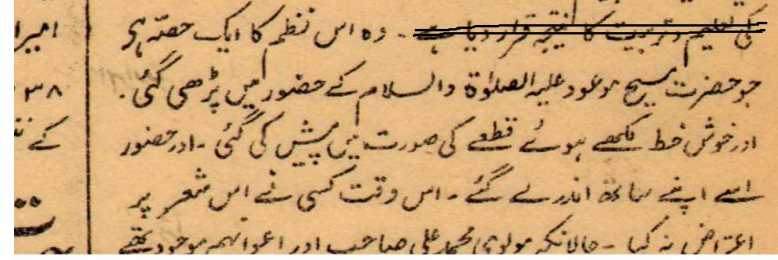 کی تعلیم و تربیت کا نتیجہ قرار دیا ہے ۔ وہ اس نظم کا ایک حصہ ہے
جو حضرت مسیح موعود علیہ الصلوٰۃ والسلام کے حضور میں پڑھی گئی ۔
اور خوش خط لکھے ہوئے قطعے کی صورت میں پیش کی گئی ۔ اور حضور
اسے اپنے ساتھ اندر لے گئے ۔ اس وقت کسی نے اس شعر پر
اعتراض نہ کیا ۔ حالانکہ مولوی محمد علی صاحب اور اعوانہم موجود تھے
امیر
۳۸
کے